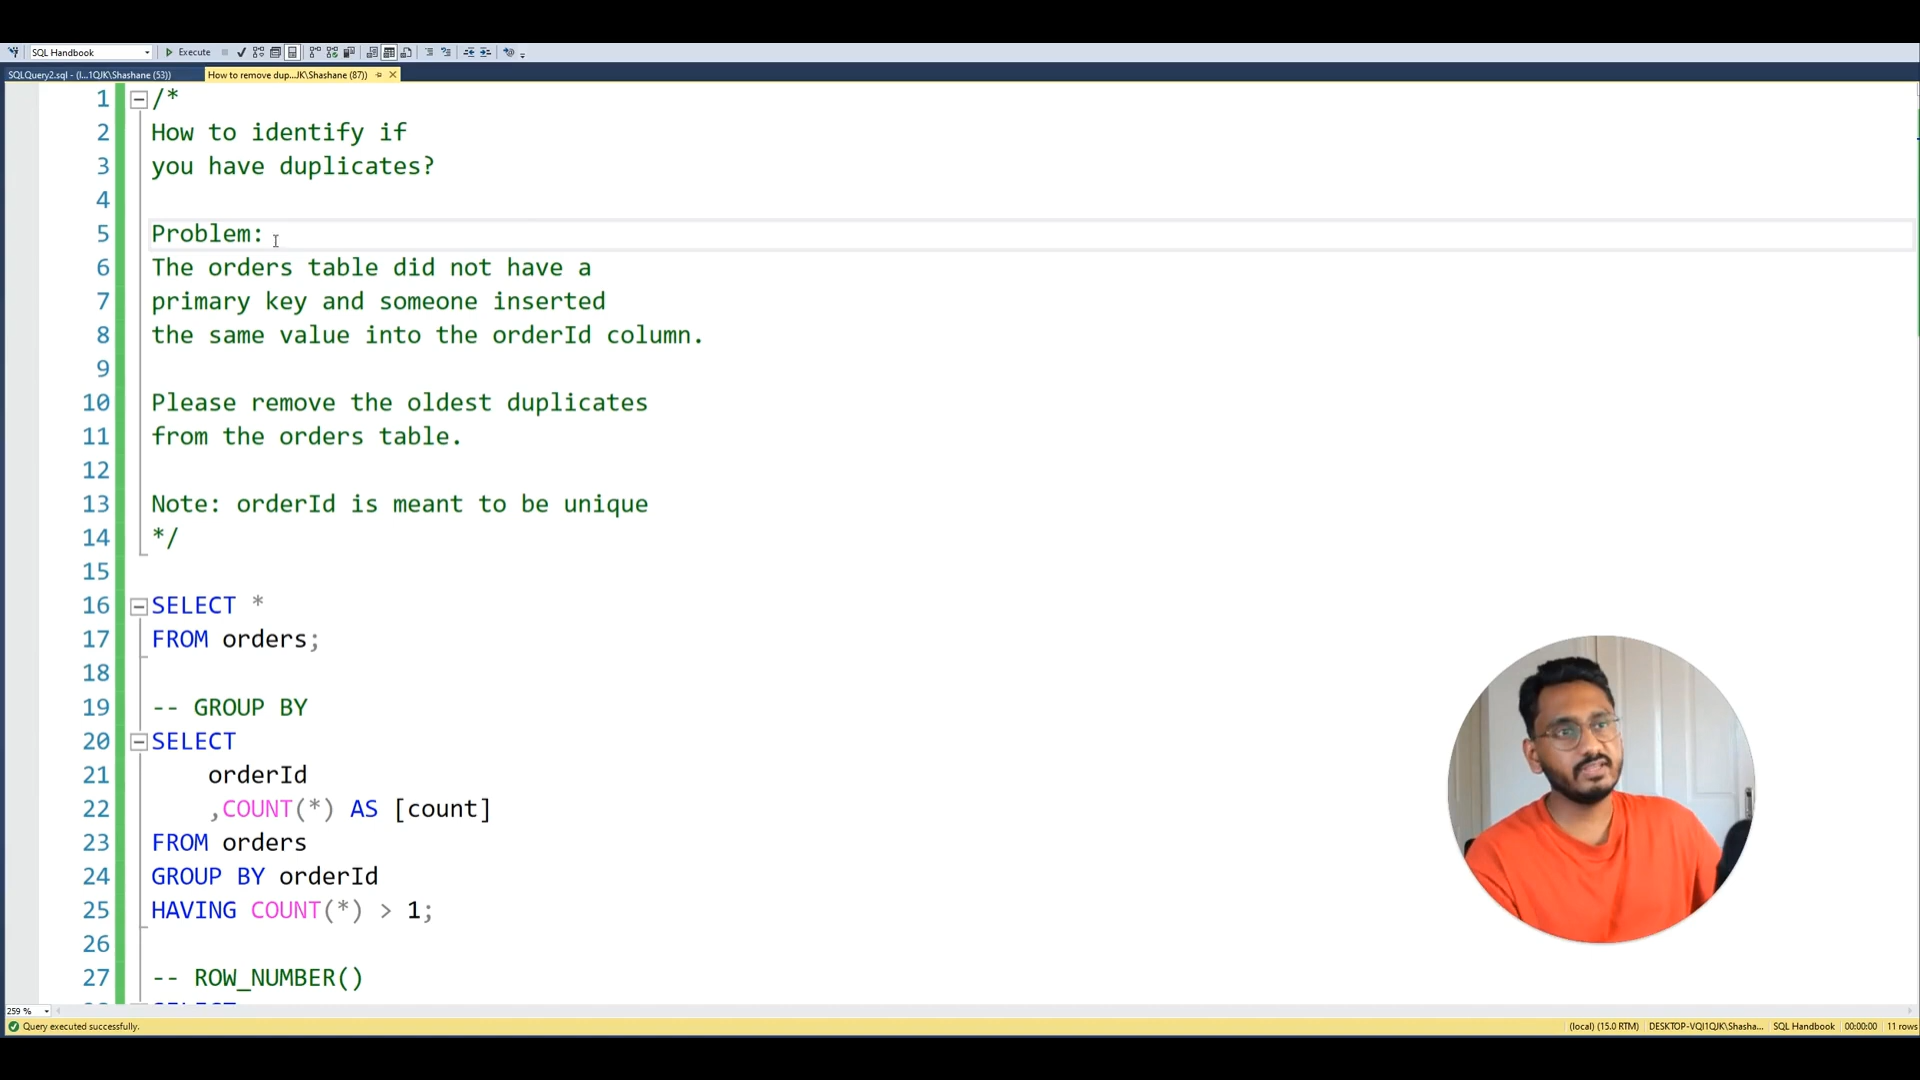 SQL Handbook
Execute
SQLQuery2.sql - (l...1QJK\Shashane (53))
How to remove dup...JK\Shashane (87))
1 /*
2 How to identify if
3 you have duplicates?
4
5 Problem:
6 The orders table did not have a
7 primary key and someone inserted
8 the same value into the orderId column.
9
10 Please remove the oldest duplicates
11 from the orders table.
12
13 Note: orderId is meant to be unique
14 */
15
16 SELECT *
17 FROM orders;
18
19 -- GROUP BY
20 SELECT
21 orderId
22 ,COUNT(*) AS [count]
23 FROM orders
24 GROUP BY orderId
25 HAVING COUNT(*) > 1;
26
27 -- ROW_NUMBER()
259 %
Query executed successfully.
(local) (15.0 RTM)
DESKTOP-VQI1QJK\Shasha...
SQL Handbook
00:00:00
11 rows